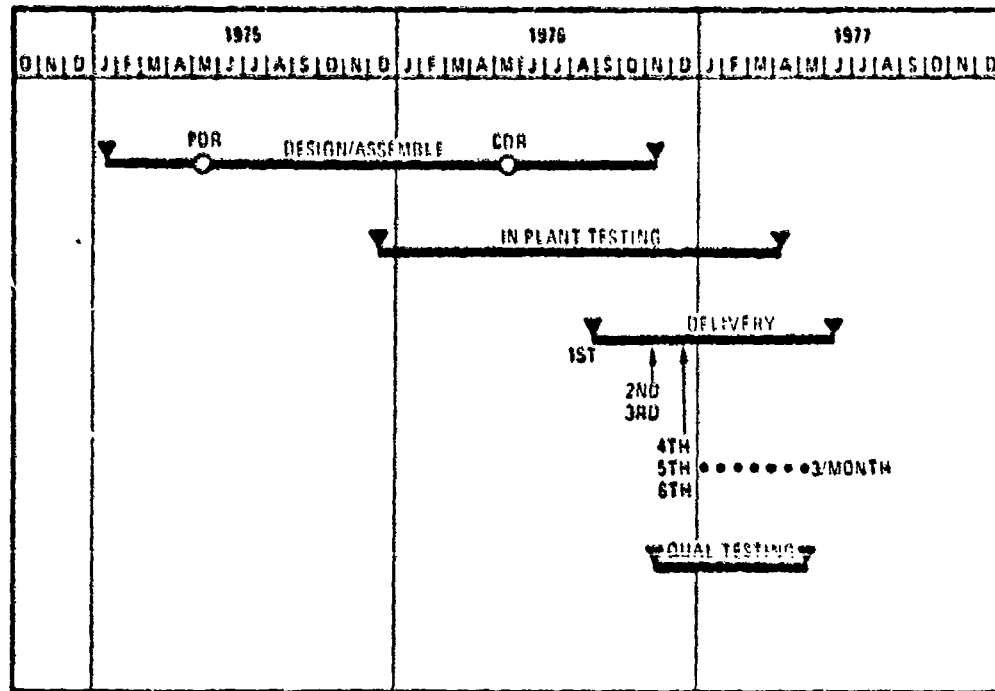 1975 1976 1977
O|N|D J|F|M|A|M|J|J|A|S|O|N|D J|F|M|A|M|J|J|A|S|O|N|D J|F|M|A|M|J|J|A|S|O|N|D
PDR DESIGN/ASSEMBLE CDR
IN PLANT TESTING
DELIVERY
1ST
2ND
3RD
4TH
5TH 3/MONTH
6TH
QUAL TESTING